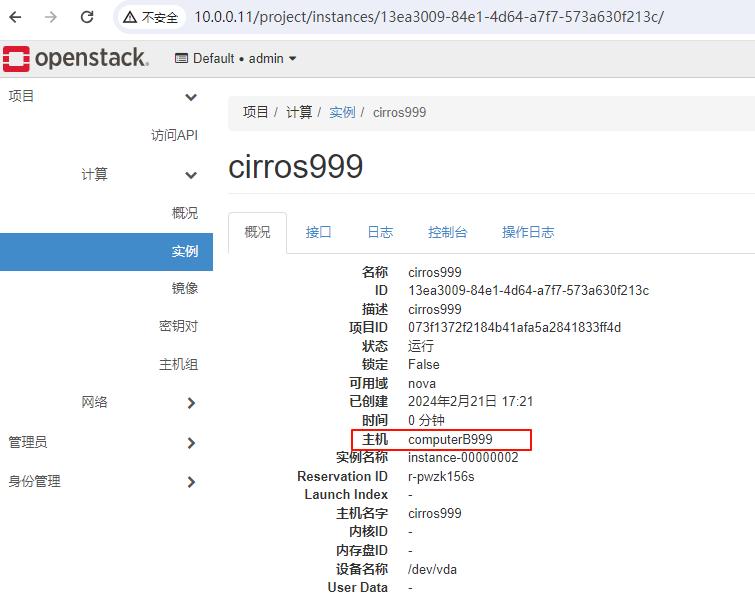 不安全 10.0.0.11/project/instances/13ea3009-84e1-4d64-a7f7-573a630f213c/
openstack. Default • admin
项目
访问API
计算
概况
实例
镜像
密钥对
主机组
网络
管理员
身份管理
项目 / 计算 / 实例 / cirros999
cirros999
概况 接口 日志 控制台 操作日志
名称 cirros999
ID 13ea3009-84e1-4d64-a7f7-573a630f213c
描述 cirros999
项目ID 073f1372f2184b41afa5a2841833ff4d
状态 运行
锁定 False
可用域 nova
已创建 2024年2月21日 17:21
时间 0 分钟
主机 computerB999
实例名称 instance-00000002
Reservation ID r-pwzk156s
Launch Index -
主机名字 cirros999
内核ID -
内存盘ID -
设备名称 /dev/vda
User Data -